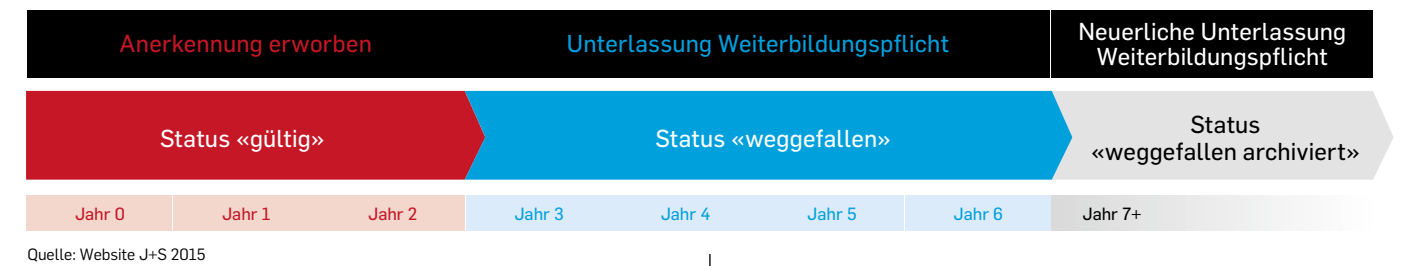 Anerkennung erworben
Unterlassung Weiterbildungspflicht
Neuerliche Unterlassung
Weiterbildungspflicht
Status «gültig»
Status «weggefallen»
Status
«weggefallen archiviert»
Jahr 0
Jahr 1
Jahr 2
Jahr 3
Jahr 4
Jahr 5
Jahr 6
Jahr 7+
Quelle: Website J+S 2015